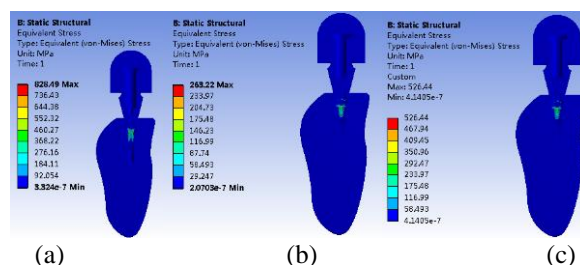 B: Static Structural
Equivalent Stress
Type: Equivalent (von-Mises) Stress
Unit: MPa
Time: 1
828.49 Max
736.43
644.38
552.32
460.27
368.22
276.16
184.11
92.054
3.324e-7 Min
(a)
B: Static Structural
Equivalent Stress
Type: Equivalent (von-Mises) Stress
Unit: MPa
Time: 1
263.22 Max
233.97
204.73
175.48
146.23
116.99
87.74
58.493
29.247
2.0703e-7 Min
(b)
B: Static Structural
Equivalent Stress
Type: Equivalent (von-Mises) Stress
Unit: MPa
Time: 1
Custom
Max: 526.44
Min: 4.1405e-7
526.44
467.94
409.45
350.96
292.47
233.97
175.48
116.99
58.493
4.1405e-7
(c)